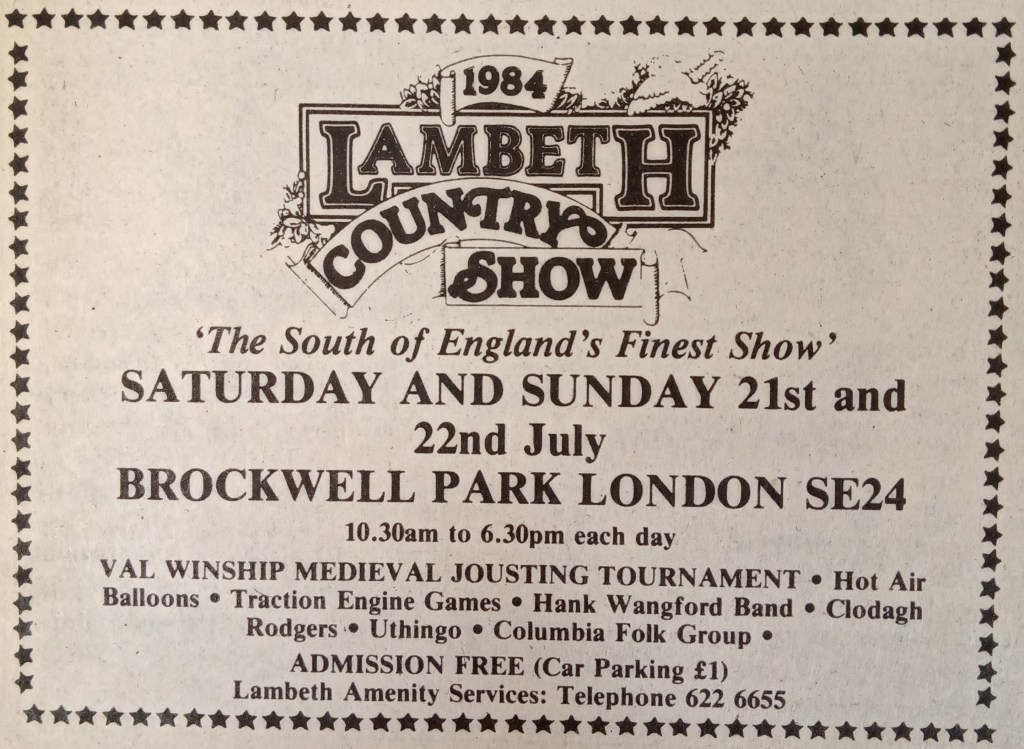 1984
LAMBETH
COUNTRY
SHOW
‘The South of England’s Finest Show’
SATURDAY AND SUNDAY 21st and
22nd July
BROCKWELL PARK LONDON SE24
10.30am to 6.30pm each day
VAL WINSHIP MEDIEVAL JOUSTING TOURNAMENT • Hot Air
Balloons • Traction Engine Games • Hank Wangford Band • Clodagh
Rodgers • Uthingo • Columbia Folk Group •
ADMISSION FREE (Car Parking £1)
Lambeth Amenity Services: Telephone 622 6655